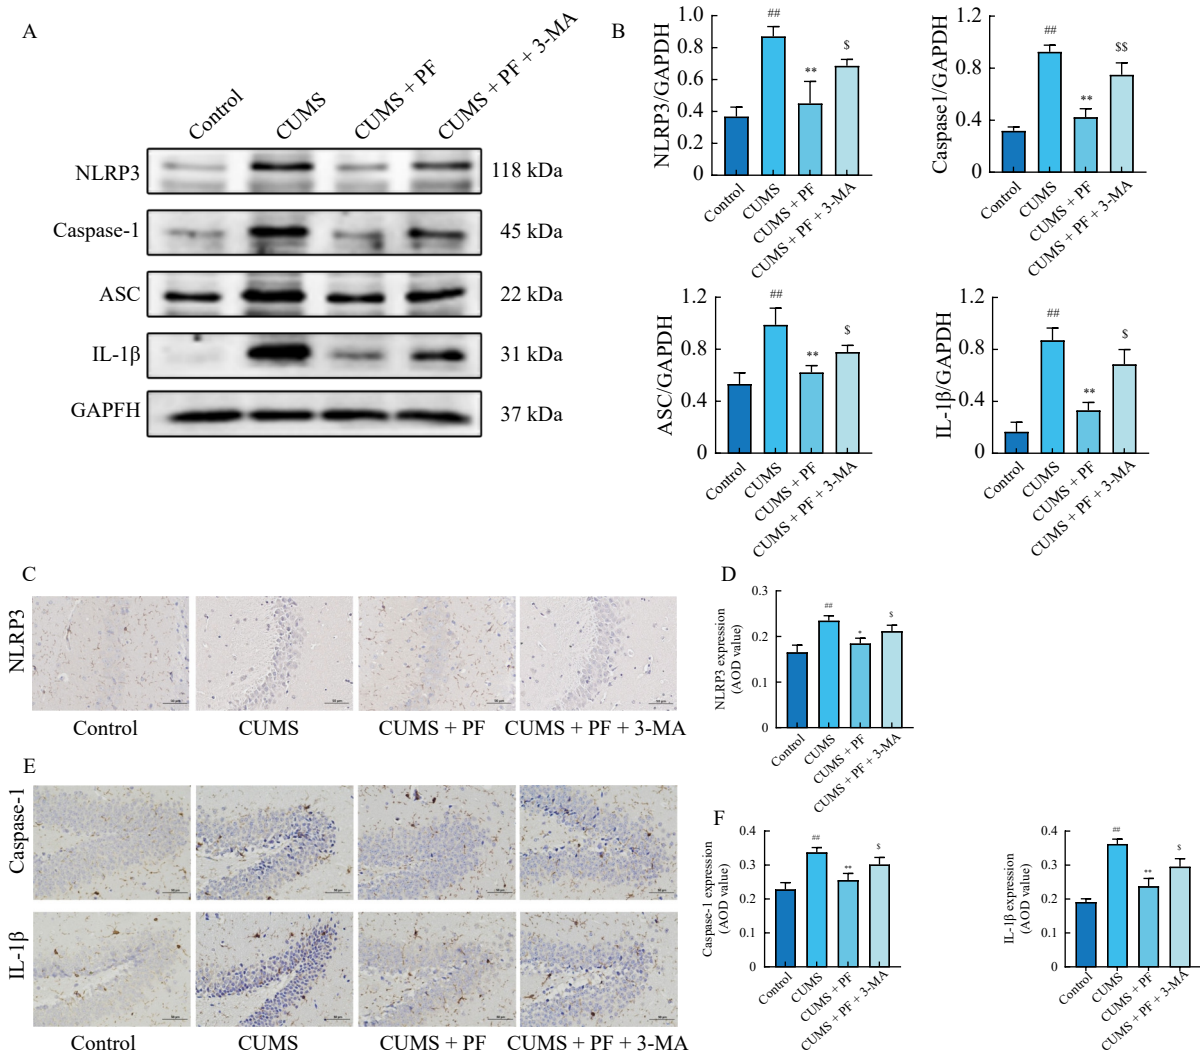 A
Control
CUMS
CUMS + PF
CUMS + PF + 3-MA
NLRP3
118 kDa
Caspase-1
45 kDa
ASC
22 kDa
IL-1β
31 kDa
GAPFH
37 kDa
B
NLRP3/GAPDH
1.0
0.8
0.6
0.4
0.2
0
##
**
$
Control
CUMS
CUMS + PF
CUMS + PF + 3-MA
Caspase1/GAPDH
1.2
0.8
0.4
0
##
**
$$
Control
CUMS
CUMS + PF
CUMS + PF + 3-MA
ASC/GAPDH
1.2
0.8
0.4
0
##
**
$
Control
CUMS
CUMS + PF
CUMS + PF + 3-MA
IL-1β/GAPDH
1.2
0.8
0.4
0
##
**
$
Control
CUMS
CUMS + PF
CUMS + PF + 3-MA
C
NLRP3
Control
CUMS
CUMS + PF
CUMS + PF + 3-MA
D
NLRP3 expression
(AOD value)
0.3
0.2
0.1
0
##
*
$
Control
CUMS
CUMS + PF
CUMS + PF + 3-MA
E
Caspase-1
IL-1β
Control
CUMS
CUMS + PF
CUMS + PF + 3-MA
F
Caspase-1 expression
(AOD value)
0.4
0.3
0.2
0.1
0
##
**
$
Control
CUMS
CUMS + PF
CUMS + PF + 3-MA
IL-1β expression
(AOD value)
0.4
0.3
0.2
0.1
0
##
**
$
Control
CUMS
CUMS + PF
CUMS + PF + 3-MA